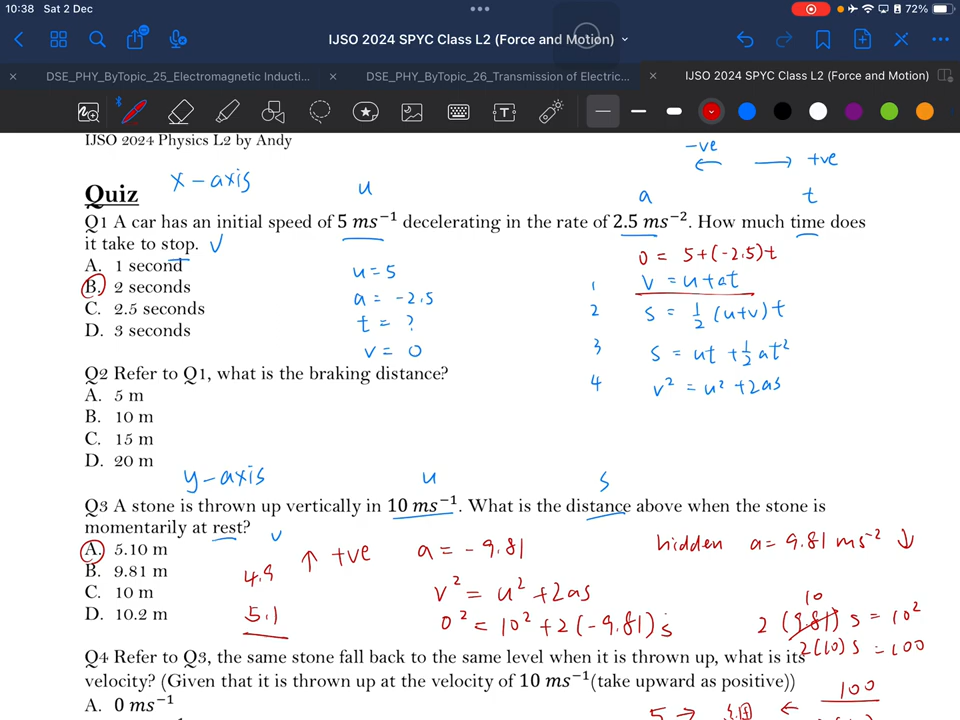 10:38 Sat 2 Dec
72%
IJSO 2024 SPYC Class L2 (Force and Motion)
DSE_PHY_ByTopic_25_Electromagnetic Inducti...
DSE_PHY_ByTopic_26_Transmission of Electric...
IJSO 2024 SPYC Class L2 (Force and Motion)
IJSO 2024 Physics L2 by Andy
-ve ← → +ve
Quiz x-axis u a t
Q1 A car has an initial speed of 5 ms⁻¹ decelerating in the rate of 2.5 ms⁻². How much time does
it take to stop. v
0 = 5+(-2.5)t
A. 1 second
B. 2 seconds
C. 2.5 seconds
D. 3 seconds
u = 5
a = -2.5
t = ?
v = 0
1 v = u+at
2 s = ½ (u+v) t
3 s = ut + ½ at²
4 v² = u² + 2as
Q2 Refer to Q1, what is the braking distance?
A. 5 m
B. 10 m
C. 15 m
D. 20 m
y-axis u s
Q3 A stone is thrown up vertically in 10 ms⁻¹. What is the distance above when the stone is
momentarily at rest? v
A. 5.10 m
B. 9.81 m
C. 10 m
D. 10.2 m
4.9
5.1
↑ +ve a = -9.81
hidden a = 9.81 ms⁻² ↓
v² = u² + 2as
0² = 10² + 2(-9.81)s
10
2 (9.81) s = 10²
2(10)s = 100
Q4 Refer to Q3, the same stone fall back to the same level when it is thrown up, what is its
velocity? (Given that it is thrown up at the velocity of 10 ms⁻¹(take upward as positive))
A. 0 ms⁻¹
100
5 →
←